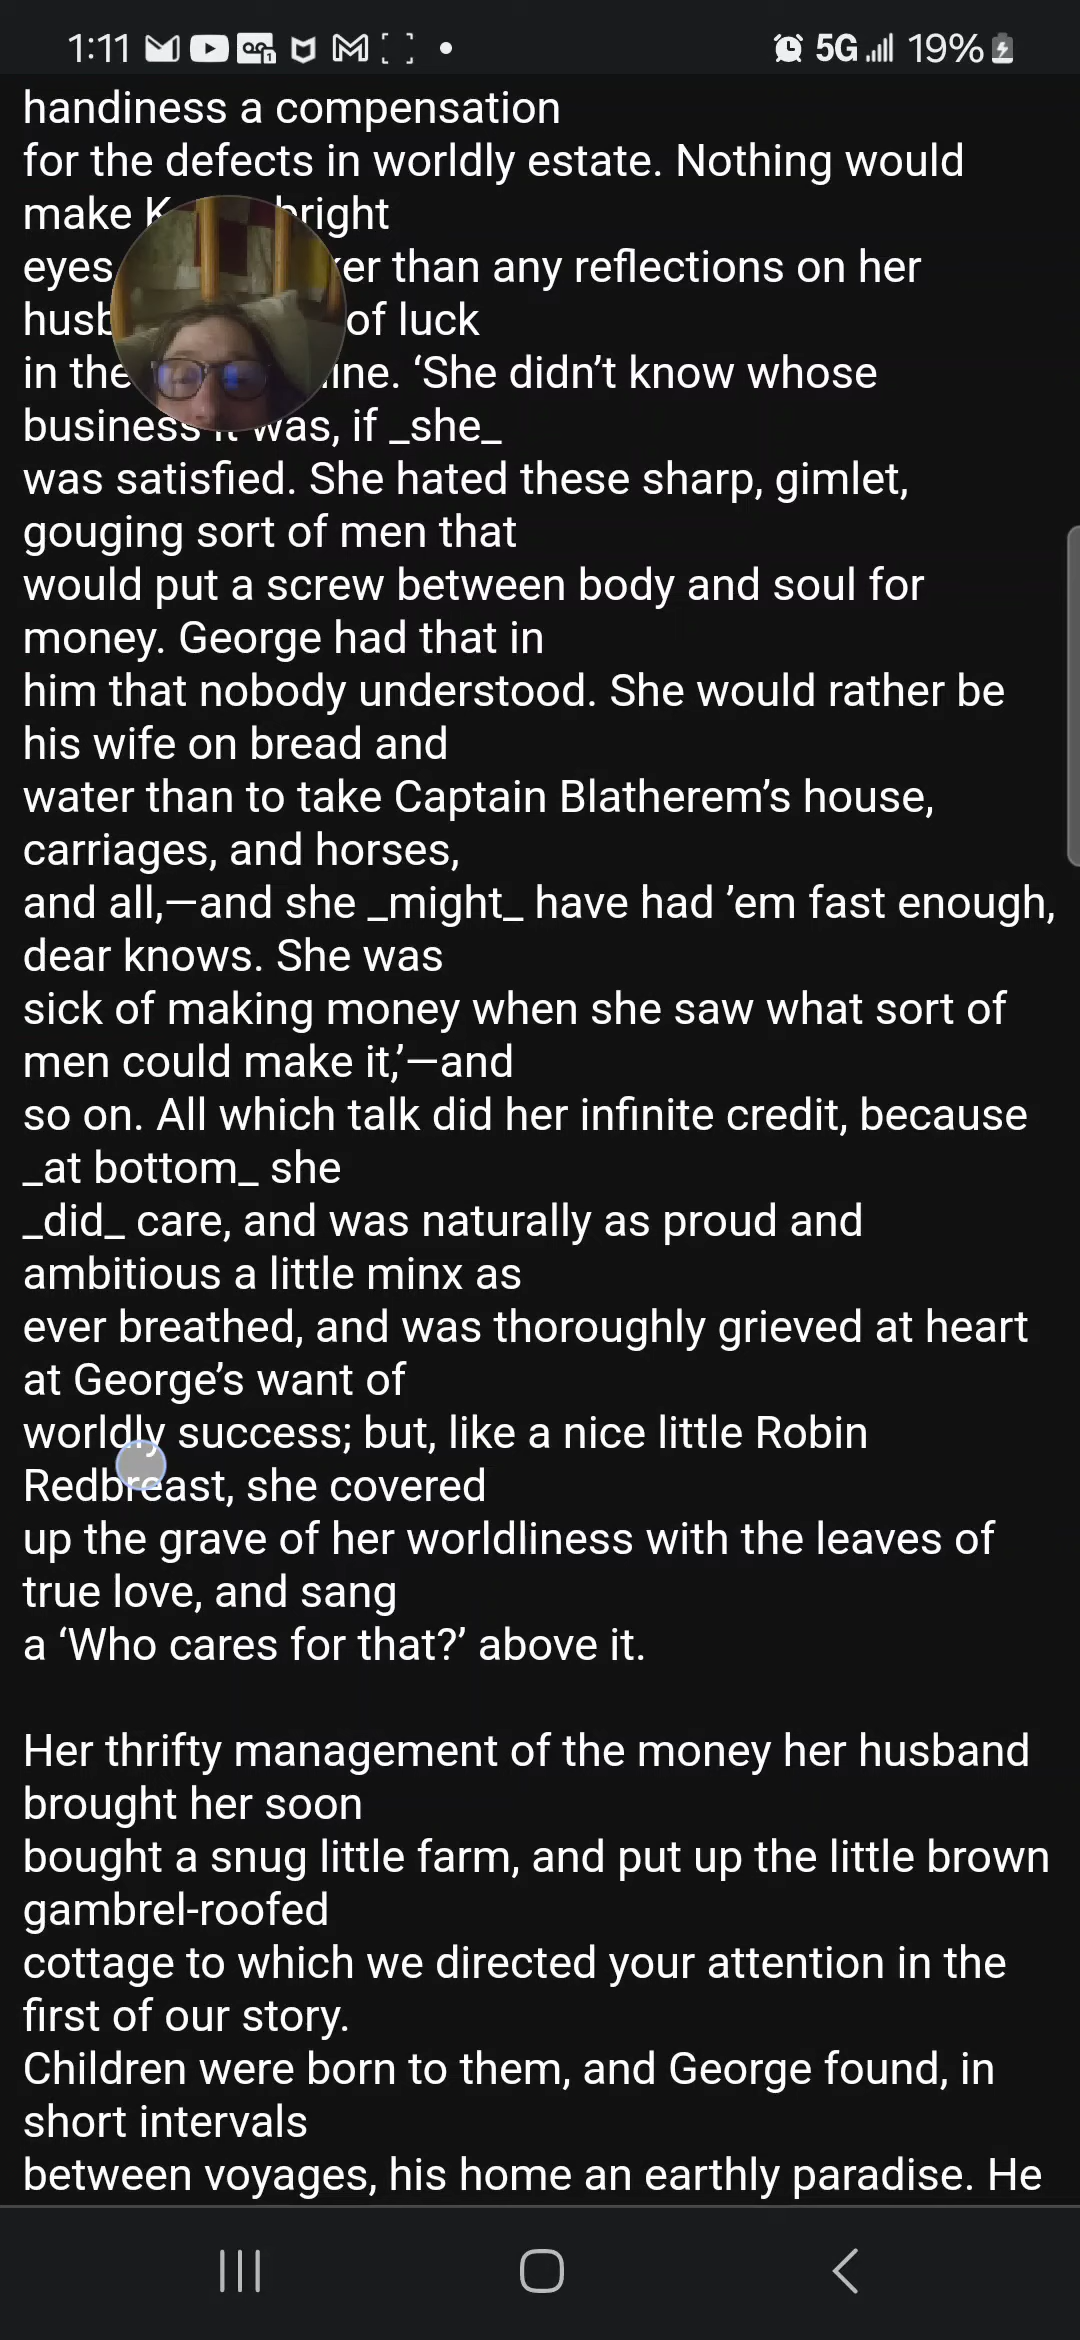 1:11 5G 19%
handiness a compensation
for the defects in worldly estate. Nothing would
make bright
eyes than any reflections on her
of luck
in the ‘She didn’t know whose
business it was, if _she_
was satisfied. She hated these sharp, gimlet,
gouging sort of men that
would put a screw between body and soul for
money. George had that in
him that nobody understood. She would rather be
his wife on bread and
water than to take Captain Blatherem’s house,
carriages, and horses,
and all,—and she _might_ have had ’em fast enough,
dear knows. She was
sick of making money when she saw what sort of
men could make it,’—and
so on. All which talk did her infinite credit, because
_at bottom_ she
_did_ care, and was naturally as proud and
ambitious a little minx as
ever breathed, and was thoroughly grieved at heart
at George’s want of
worldly success; but, like a nice little Robin
Redbreast, she covered
up the grave of her worldliness with the leaves of
true love, and sang
a ‘Who cares for that?’ above it.
Her thrifty management of the money her husband
brought her soon
bought a snug little farm, and put up the little brown
gambrel-roofed
cottage to which we directed your attention in the
first of our story.
Children were born to them, and George found, in
short intervals
between voyages, his home an earthly paradise. He